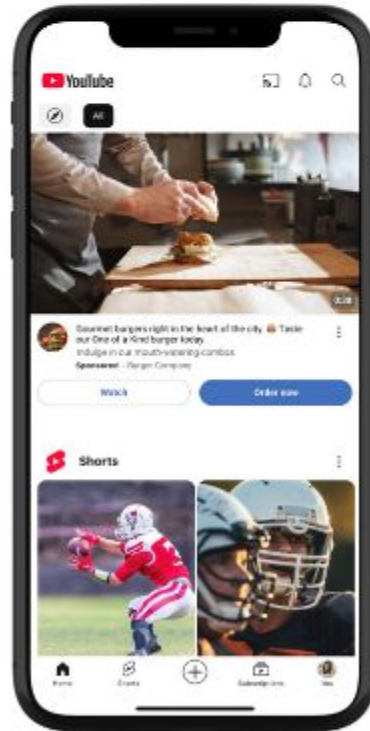 YouTube
All
0:28
Gourmet burgers right in the heart of the city. 🍔 Taste
our One of a Kind burger today.
Indulge in our mouth-watering combos
Sponsored · Burger Company
Watch
Order now
Shorts
Home
Shorts
Subscriptions
You